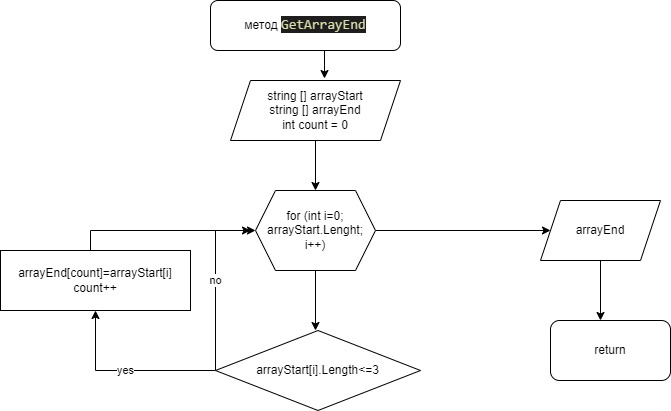 метод GetArrayEnd
string [] arrayStart
string [] arrayEnd
int count = 0
for (int i=0;
arrayStart.Lenght;
i++)
arrayEnd
arrayEnd[count]=arrayStart[i]
count++
no
yes
arrayStart[i].Length<=3
return